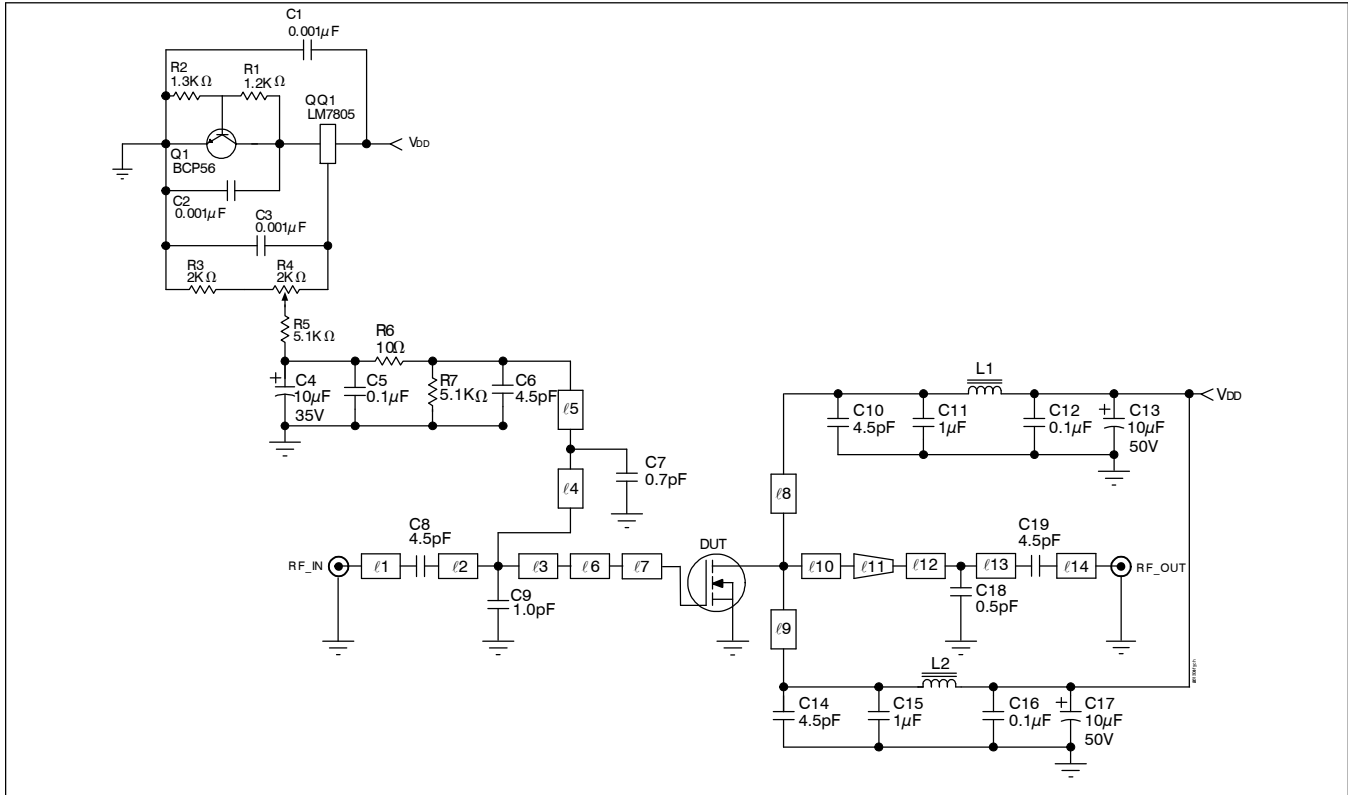 C1
0.001µF
R2
1.3KΩ
R1
1.2KΩ
QQ1
LM7805
VDD
Q1
BCP56
C2
0.001µF
C3
0.001µF
R3
2KΩ
R4
2KΩ
R5
5.1KΩ
R6
10Ω
C4
10µF
35V
C5
0.1µF
R7
5.1KΩ
C6
4.5pF
ℓ5
C7
0.7pF
ℓ4
L1
VDD
C10
4.5pF
C11
1µF
C12
0.1µF
C13
10µF
50V
ℓ8
RF_IN
ℓ1
C8
4.5pF
ℓ2
C9
1.0pF
ℓ3
ℓ6
ℓ7
DUT
ℓ10
ℓ11
ℓ12
C18
0.5pF
ℓ13
C19
4.5pF
ℓ14
RF_OUT
ℓ9
L2
C14
4.5pF
C15
1µF
C16
0.1µF
C17
10µF
50V